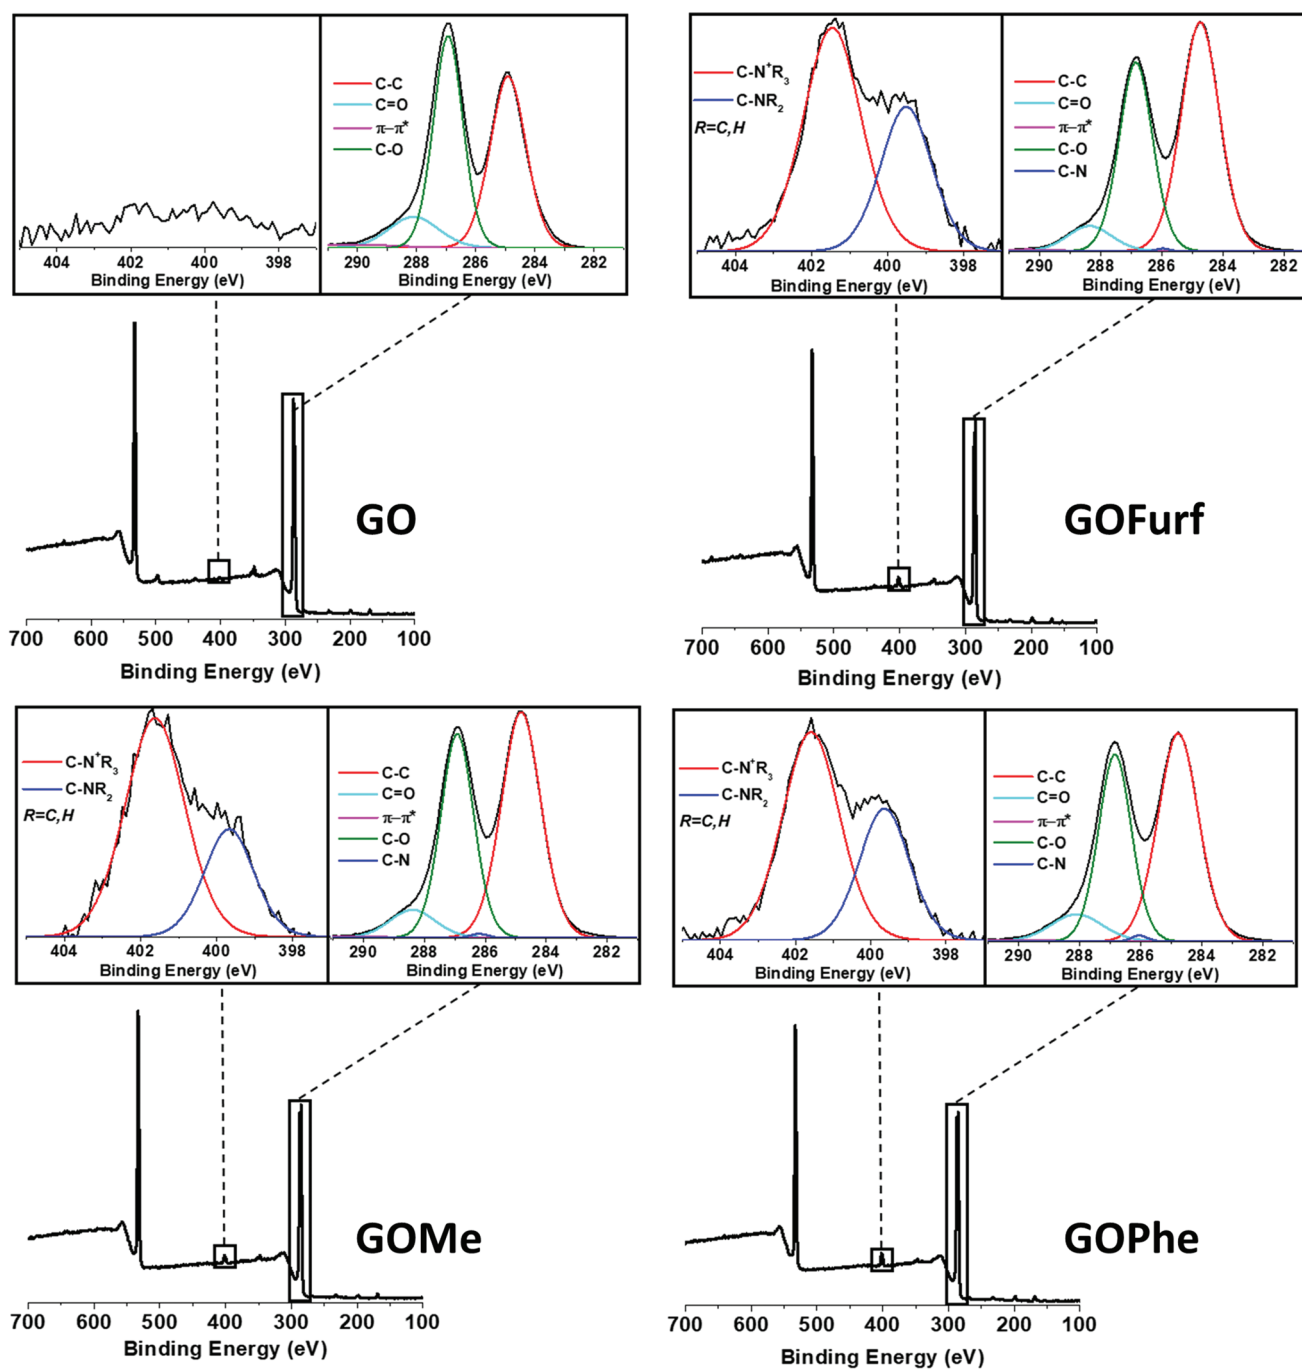 C-C
C=O
π–π*
C-O
404 402 400 398
Binding Energy (eV)
290 288 286 284 282
Binding Energy (eV)
GO
700 600 500 400 300 200 100
Binding Energy (eV)
C-N⁺R₃
C-NR₂
R=C,H
C-C
C=O
π–π*
C-O
C-N
404 402 400 398
Binding Energy (eV)
290 288 286 284 282
Binding Energy (eV)
GOFurf
700 600 500 400 300 200 100
Binding Energy (eV)
C-N⁺R₃
C-NR₂
R=C,H
C-C
C=O
π–π*
C-O
C-N
404 402 400 398
Binding Energy (eV)
290 288 286 284 282
Binding Energy (eV)
GOMe
700 600 500 400 300 200 100
Binding Energy (eV)
C-N⁺R₃
C-NR₂
R=C,H
C-C
C=O
π–π*
C-O
C-N
404 402 400 398
Binding Energy (eV)
290 288 286 284 282
Binding Energy (eV)
GOPhe
700 600 500 400 300 200 100
Binding Energy (eV)